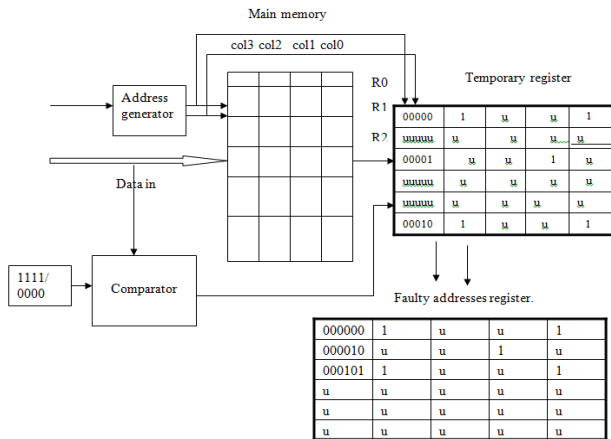 Main memory
col3 col2 col1 col0
R0
Temporary register
Address
generator
R1
00000 1 u u 1
R2
uuuuu u u u u
00001 u u 1 u
Data in
uuuuu u u u u
uuuuu u u u u
00010 1 u u 1
1111/
0000
Comparator
Faulty addresses register.
000000 1 u u 1
000010 u u 1 u
000101 1 u u 1
u u u u u
u u u u u
u u u u u